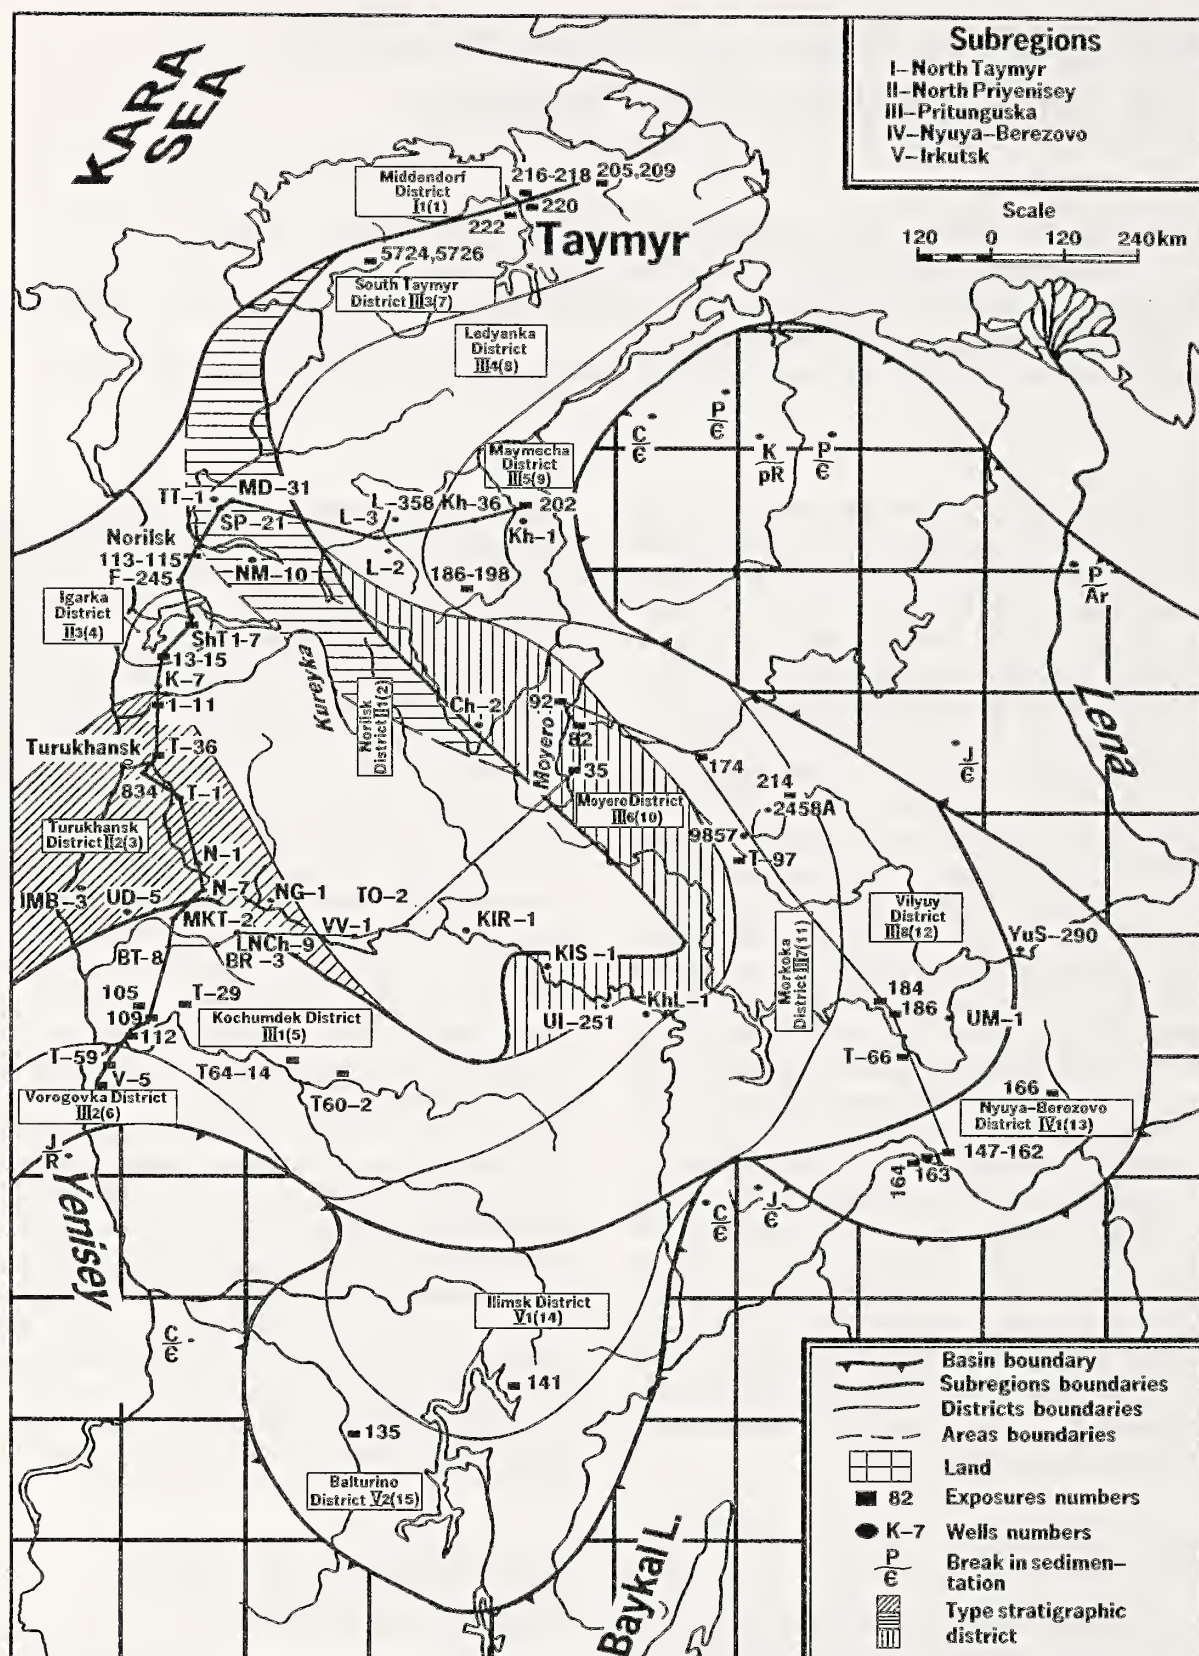 KARA
SEA
Subregions
I–North Taymyr
II–North Priyenisey
III–Pritunguska
IV–Nyuya–Berezovo
V–Irkutsk
Scale
120 0 120 240km
Middendorf
District
I1(1)
216-218
205,209
220
222
Taymyr
5724,5726
South Taymyr
District III3(7)
Ledyanka
District
III4(8)
P
Є
C
Є
K
pR
P
Є
Maymecha
District
III5(9)
TT-1
MD-31
L-358
Kh-36
202
SP-21
L-3
Kh-1
Norilsk
113-115
F-245
NM-10
L-2
186-198
P
Ar
Igarka
District
II3(4)
ShT 1-7
13-15
K-7
1-11
Kureyka
Norilsk
District II1(2)
Ch-2
92
Moyero
82
35
Lena
J
Є
Turukhansk
T-36
834
T-1
174
214
2458A
Moyero District
III6(10)
9857
T-97
Turukhansk
District II2(3)
N-1
IMB-3
UD-5
N-7
NG-1
TO-2
MKT-2
VV-1
KIR-1
LNCh-9
BT-8
BR-3
KIS-1
Vilyuy
District
III8(12)
YuS-290
Morkoka
District III7(11)
105
T-29
109
112
Kochumdek District
III1(5)
UI-251
KhL-1
184
186
UM-1
T-59
V-5
T64-14
T60-2
T-66
166
Vorogovka District
III2(6)
Nyuya-Berezovo
District IV1(13)
J
R
147-162
164
163
Yenisey
C
Є
J
Є
Ilimsk District
V1(14)
C
Є
141
135
Balturino
District V2(15)
Baykal L.
Basin boundary
Subregions boundaries
Districts boundaries
Areas boundaries
Land
82 Exposures numbers
K-7 Wells numbers
P
Є
Break in sedimen–
tation
Type stratigraphic
district